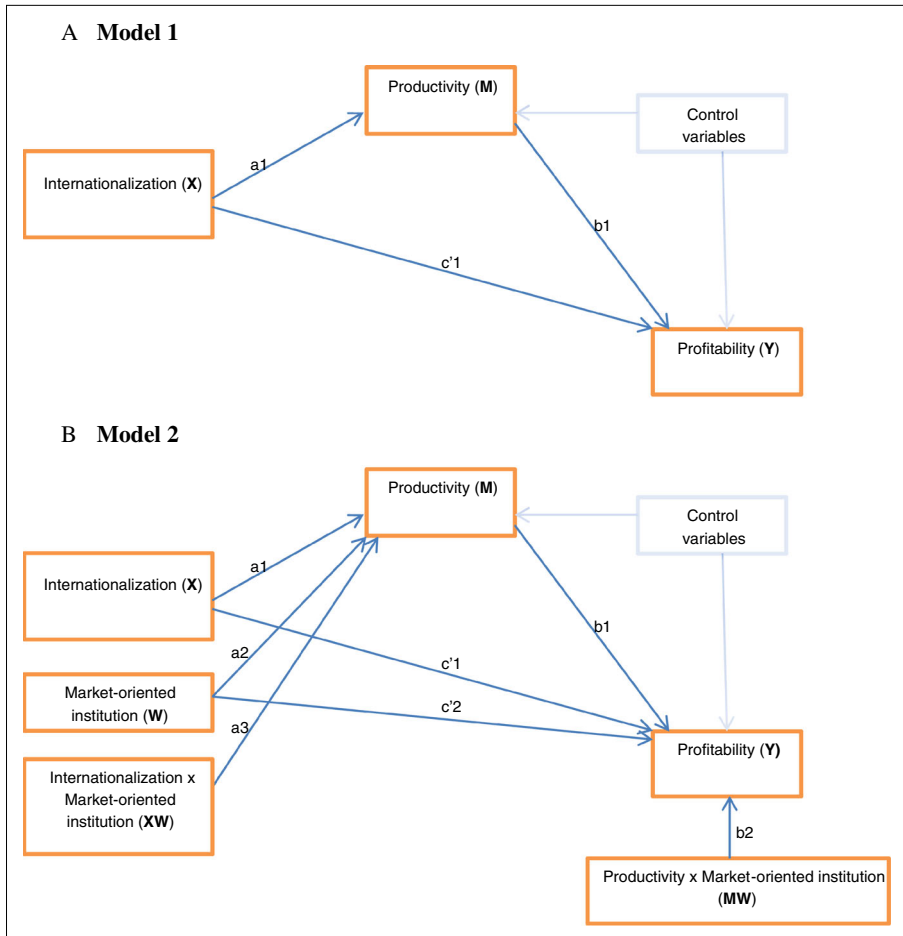 A Model 1
Productivity (M)
Control
variables
Internationalization (X)
a1
b1
c'1
Profitability (Y)
B Model 2
Productivity (M)
Control
variables
Internationalization (X)
a1
b1
a2
c'1
Market-oriented
institution (W)
c'2
a3
Profitability (Y)
Internationalization x
Market-oriented
institution (XW)
b2
Productivity x Market-oriented institution
(MW)